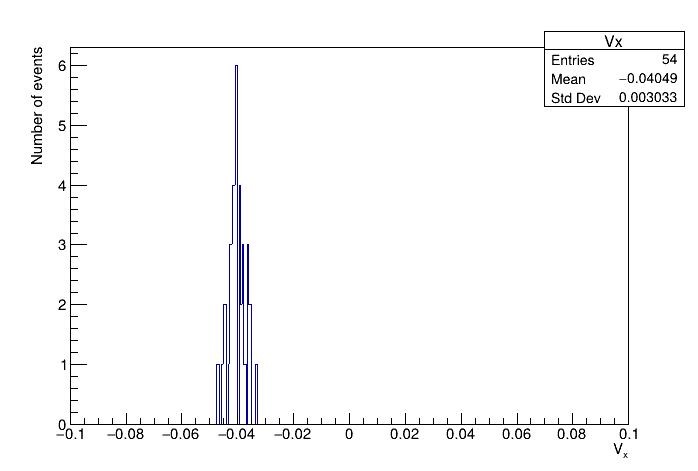 Vx
Entries 54
Mean −0.04049
Std Dev 0.003033
Number of events
6
5
4
3
2
1
0
−0.1 −0.08 −0.06 −0.04 −0.02 0 0.02 0.04 0.06 0.08 0.1
Vx